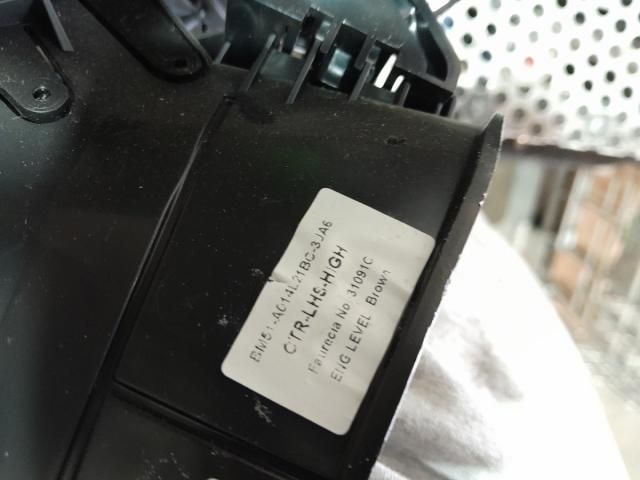 BM51-A014L21BC-3JA6
CTR-LHS-HIGH
Faurecia No. 31091C
ENG LEVEL Brown